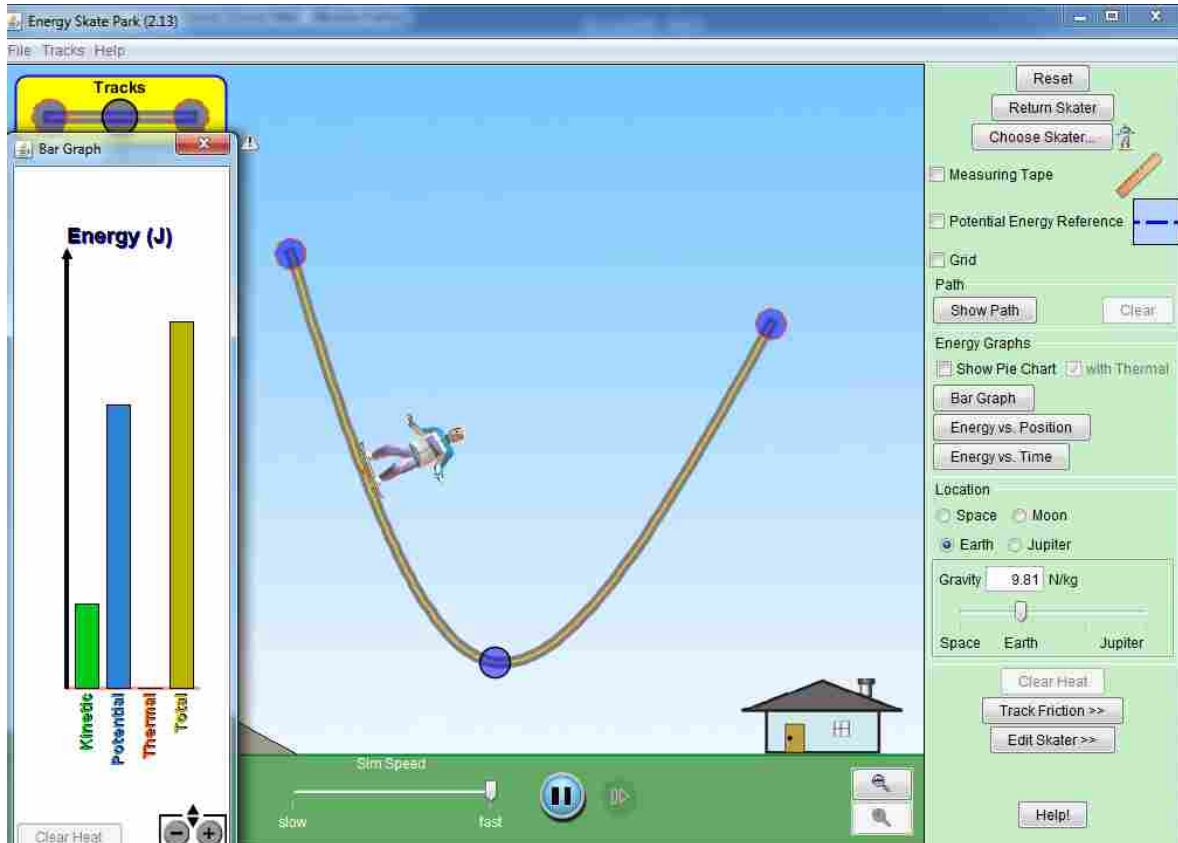 Energy Skate Park (2.13)
File Tracks Help
Tracks
Bar Graph
Energy (J)
Kinetic
Potential
Thermal
Total
Clear Heat
Sim Speed
slow
fast
Reset
Return Skater
Choose Skater...
Measuring Tape
Potential Energy Reference
Grid
Path
Show Path
Clear
Energy Graphs
Show Pie Chart
with Thermal
Bar Graph
Energy vs. Position
Energy vs. Time
Location
Space
Moon
Earth
Jupiter
Gravity 9.81 N/kg
Space Earth Jupiter
Clear Heat
Track Friction >>
Edit Skater >>
Help!